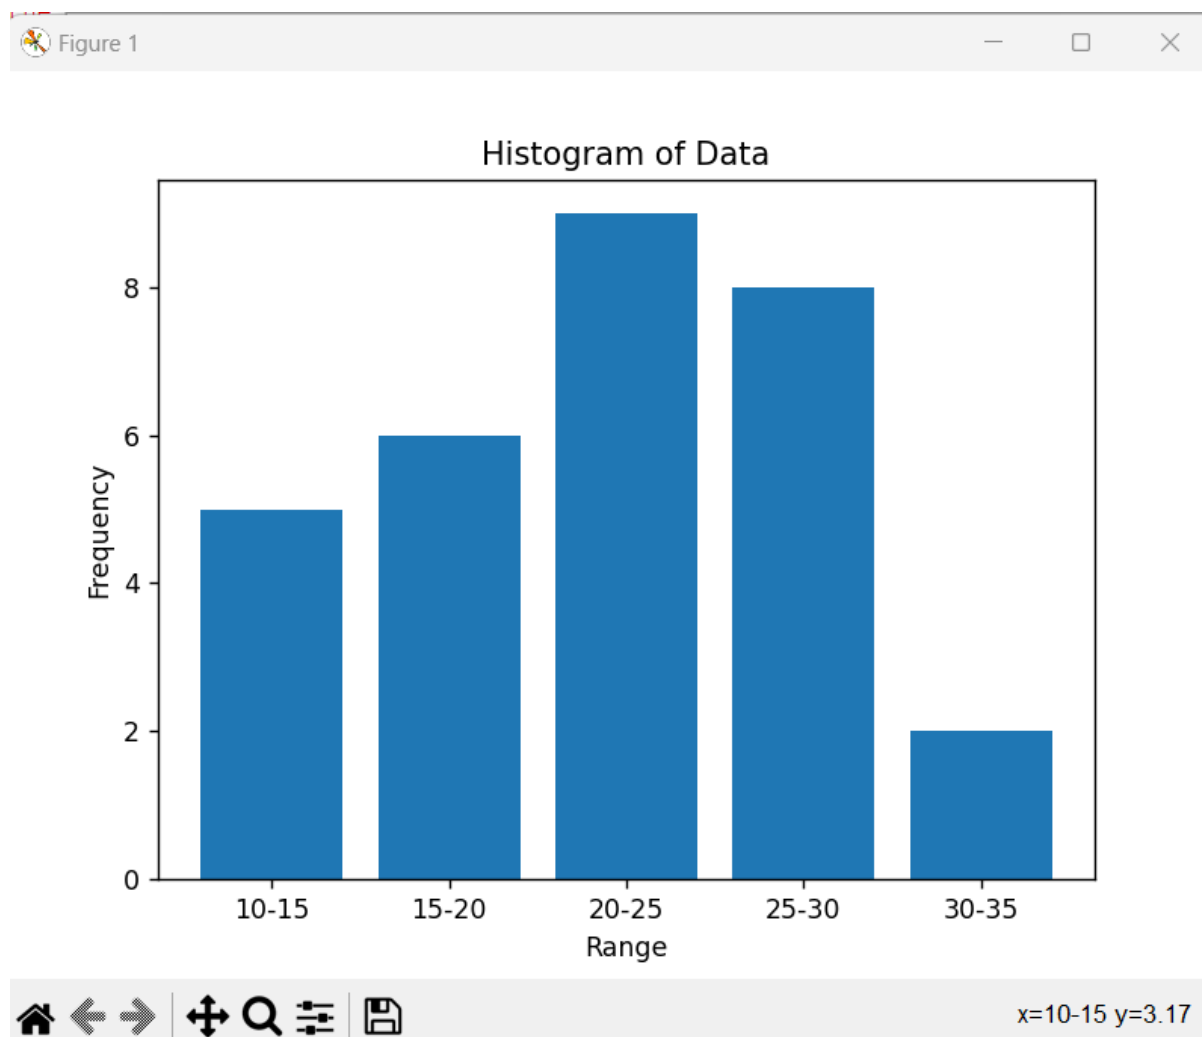 Figure 1
Histogram of Data
8
6
4
2
0
Frequency
10-15 15-20 20-25 25-30 30-35
Range
x=10-15 y=3.17